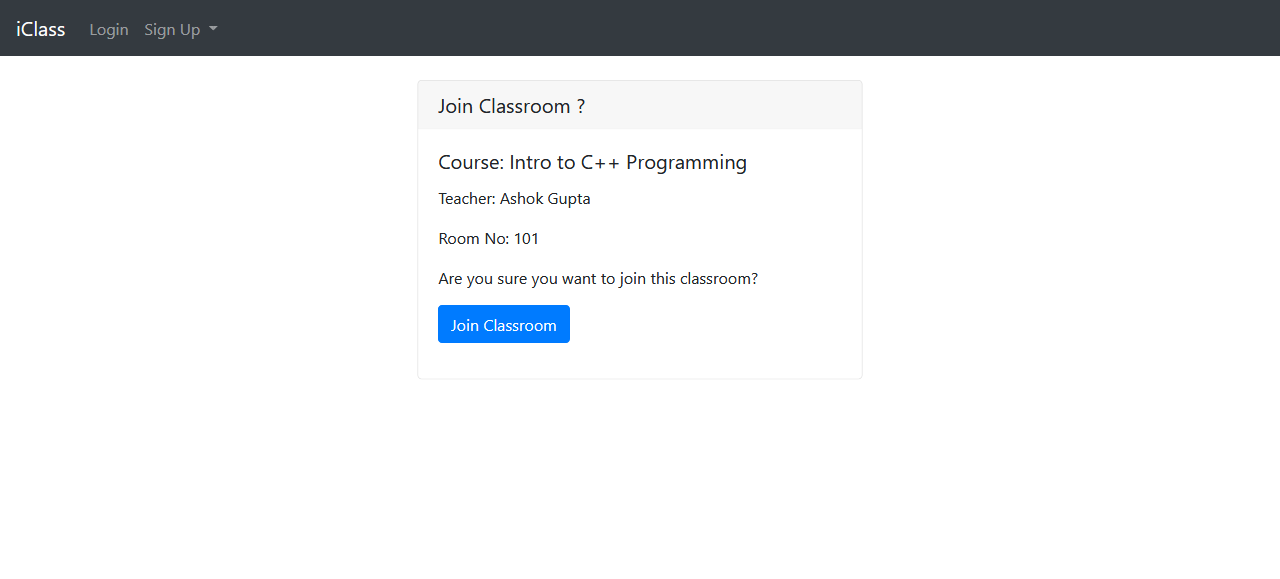 iClass Login Sign Up
Join Classroom ?
Course: Intro to C++ Programming
Teacher: Ashok Gupta
Room No: 101
Are you sure you want to join this classroom?
Join Classroom